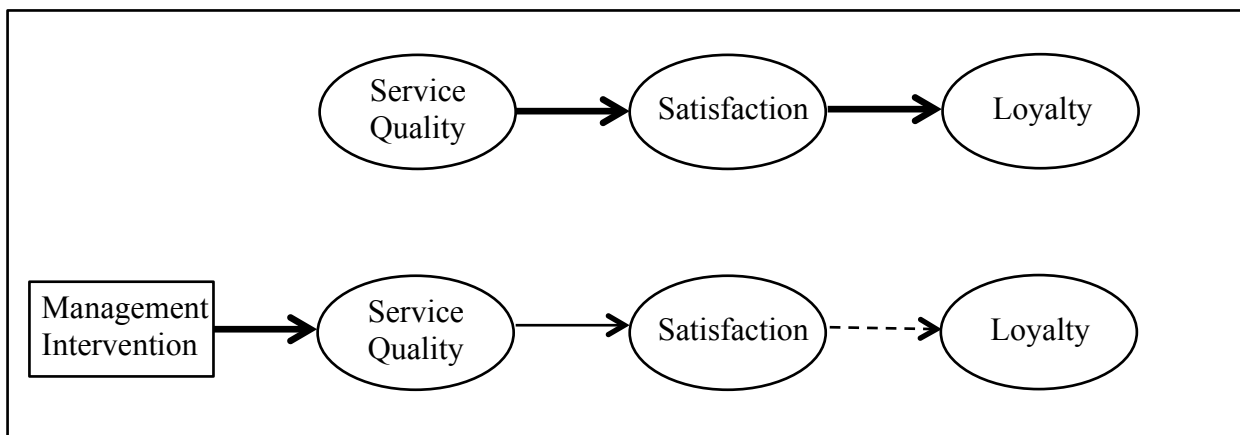 Service
Quality
Satisfaction
Loyalty
Management
Intervention
Service
Quality
Satisfaction
Loyalty